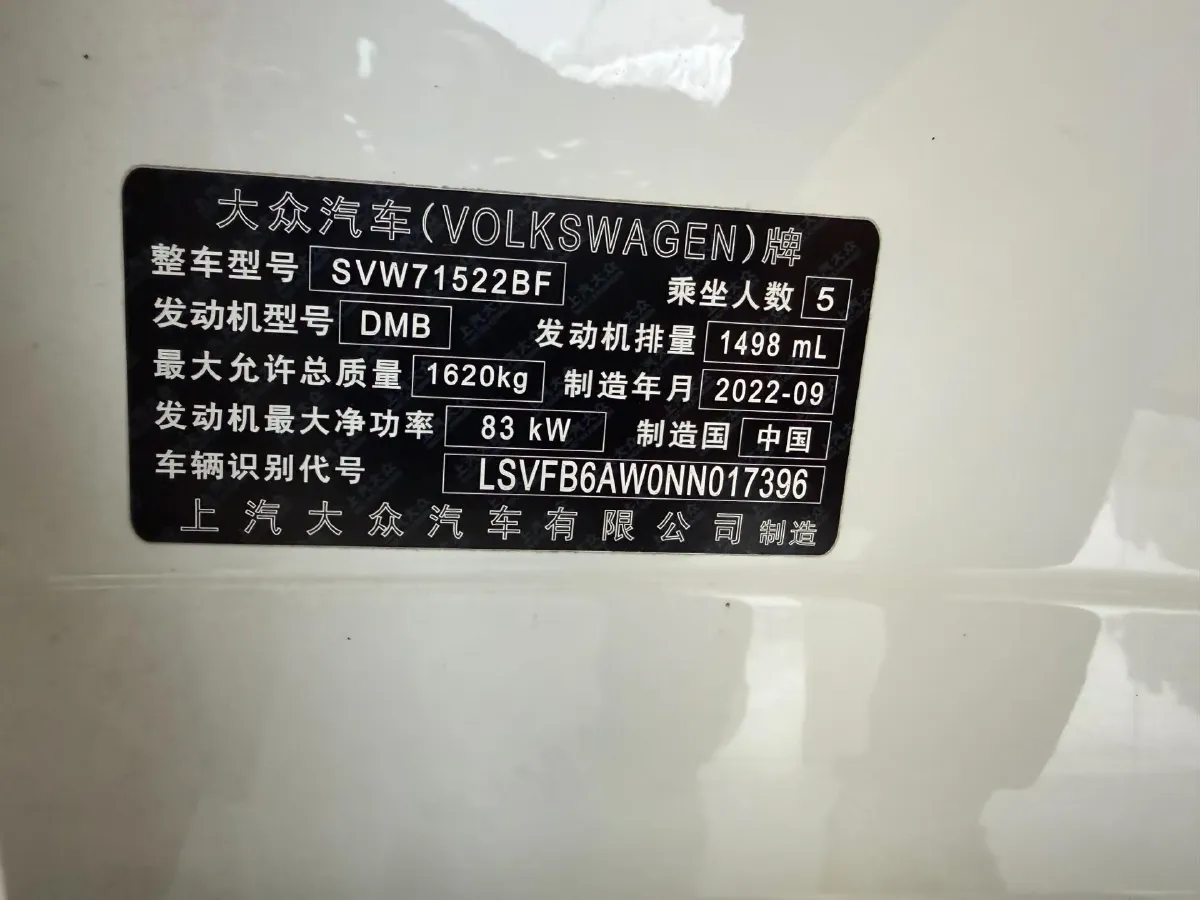 大众汽车(VOLKSWAGEN)牌
整车型号 SVW71522BF 乘坐人数 5
发动机型号 DMB 发动机排量 1498 mL
最大允许总质量 1620kg 制造年月 2022-09
发动机最大净功率 83 kW 制造国 中国
车辆识别代号 LSVFB6AW0NN017396
上汽大众汽车有限公司 制造